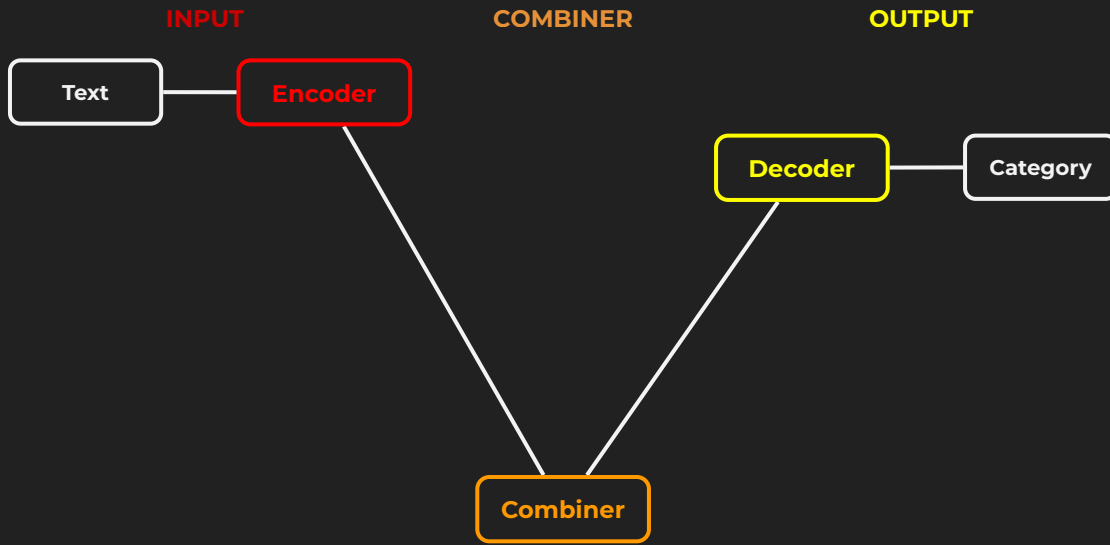 INPUT COMBINER OUTPUT
Text Encoder
Decoder Category
Combiner